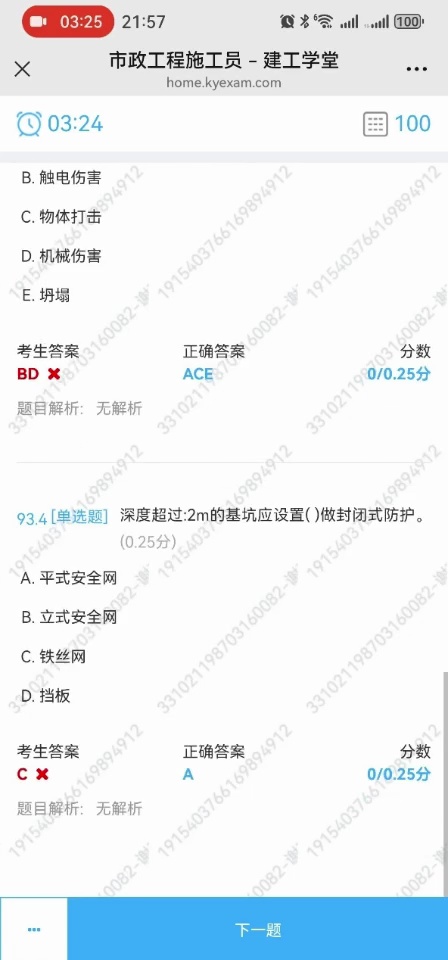 03:25 21:57 100
市政工程施工员 – 建工学堂
home.kyexam.com
03:24 100
B. 触电伤害
C. 物体打击
D. 机械伤害
E. 坍塌
考生答案 正确答案 分数
BD ACE 0/0.25分
题目解析: 无解析
93.4 [单选题] 深度超过:2m的基坑应设置( )做封闭式防护。
(0.25分)
A. 平式安全网
B. 立式安全网
C. 铁丝网
D. 挡板
考生答案 正确答案 分数
C A 0/0.25分
题目解析: 无解析
下一题